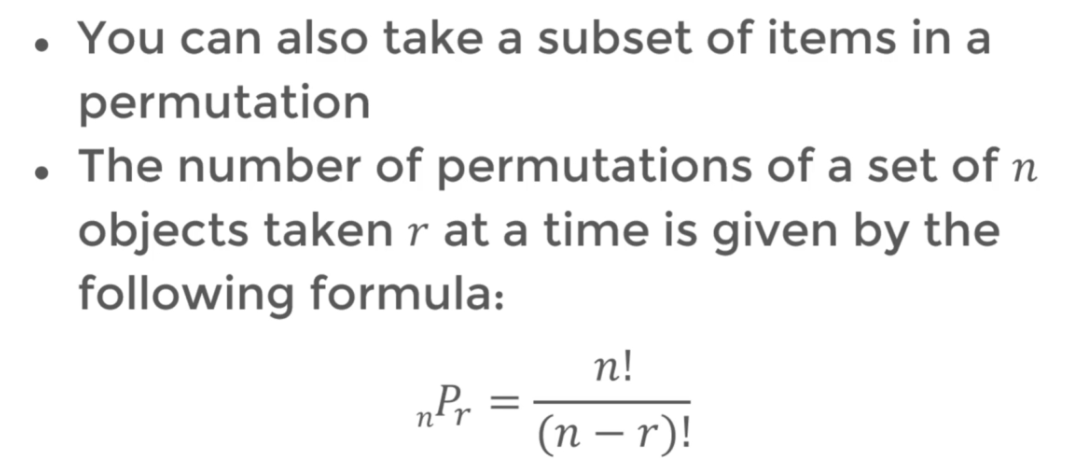 • You can also take a subset of items in a
permutation
• The number of permutations of a set of n
objects taken r at a time is given by the
following formula:
ₙPᵣ = n! / (n − r)!